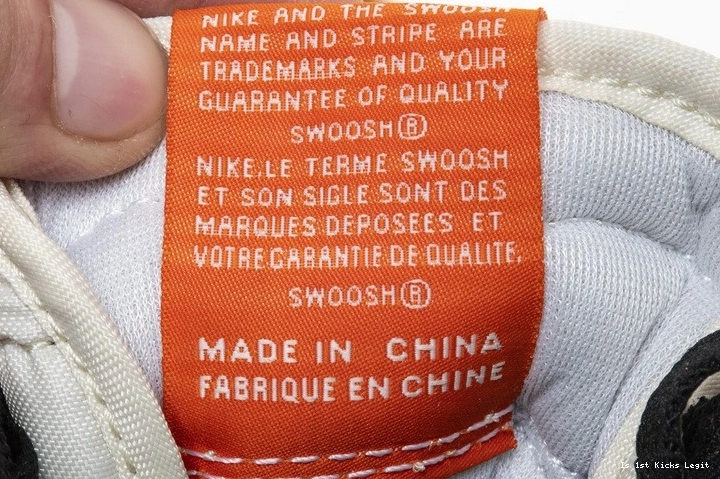 NIKE AND THE SWOOSH
NAME AND STRIPE ARE
TRADEMARKS AND YOUR
GUARANTEE OF QUALITY
SWOOSH®
NIKE,LE TERME SWOOSH
ET SON SIGLE SONT DES
MARQUES DEPOSEES ET
VOTRE GARANTIE DE QUALITE.
SWOOSH®
MADE IN CHINA
FABRIQUE EN CHINE
Is 1st Kicks Legit